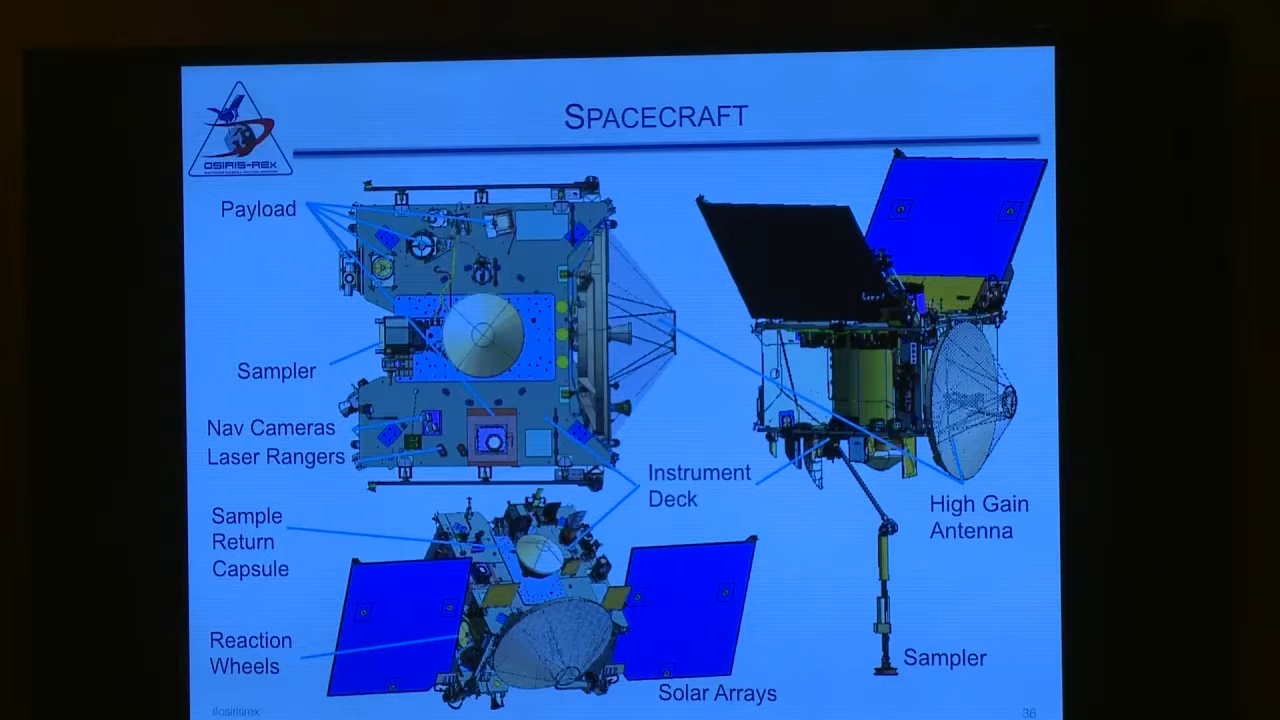 SPACECRAFT
OSIRIS-REx
Payload
Sampler
Nav Cameras
Laser Rangers
Instrument
Deck
High Gain
Antenna
Sample
Return
Capsule
Reaction
Wheels
Sampler
Solar Arrays
#osirisrex
36